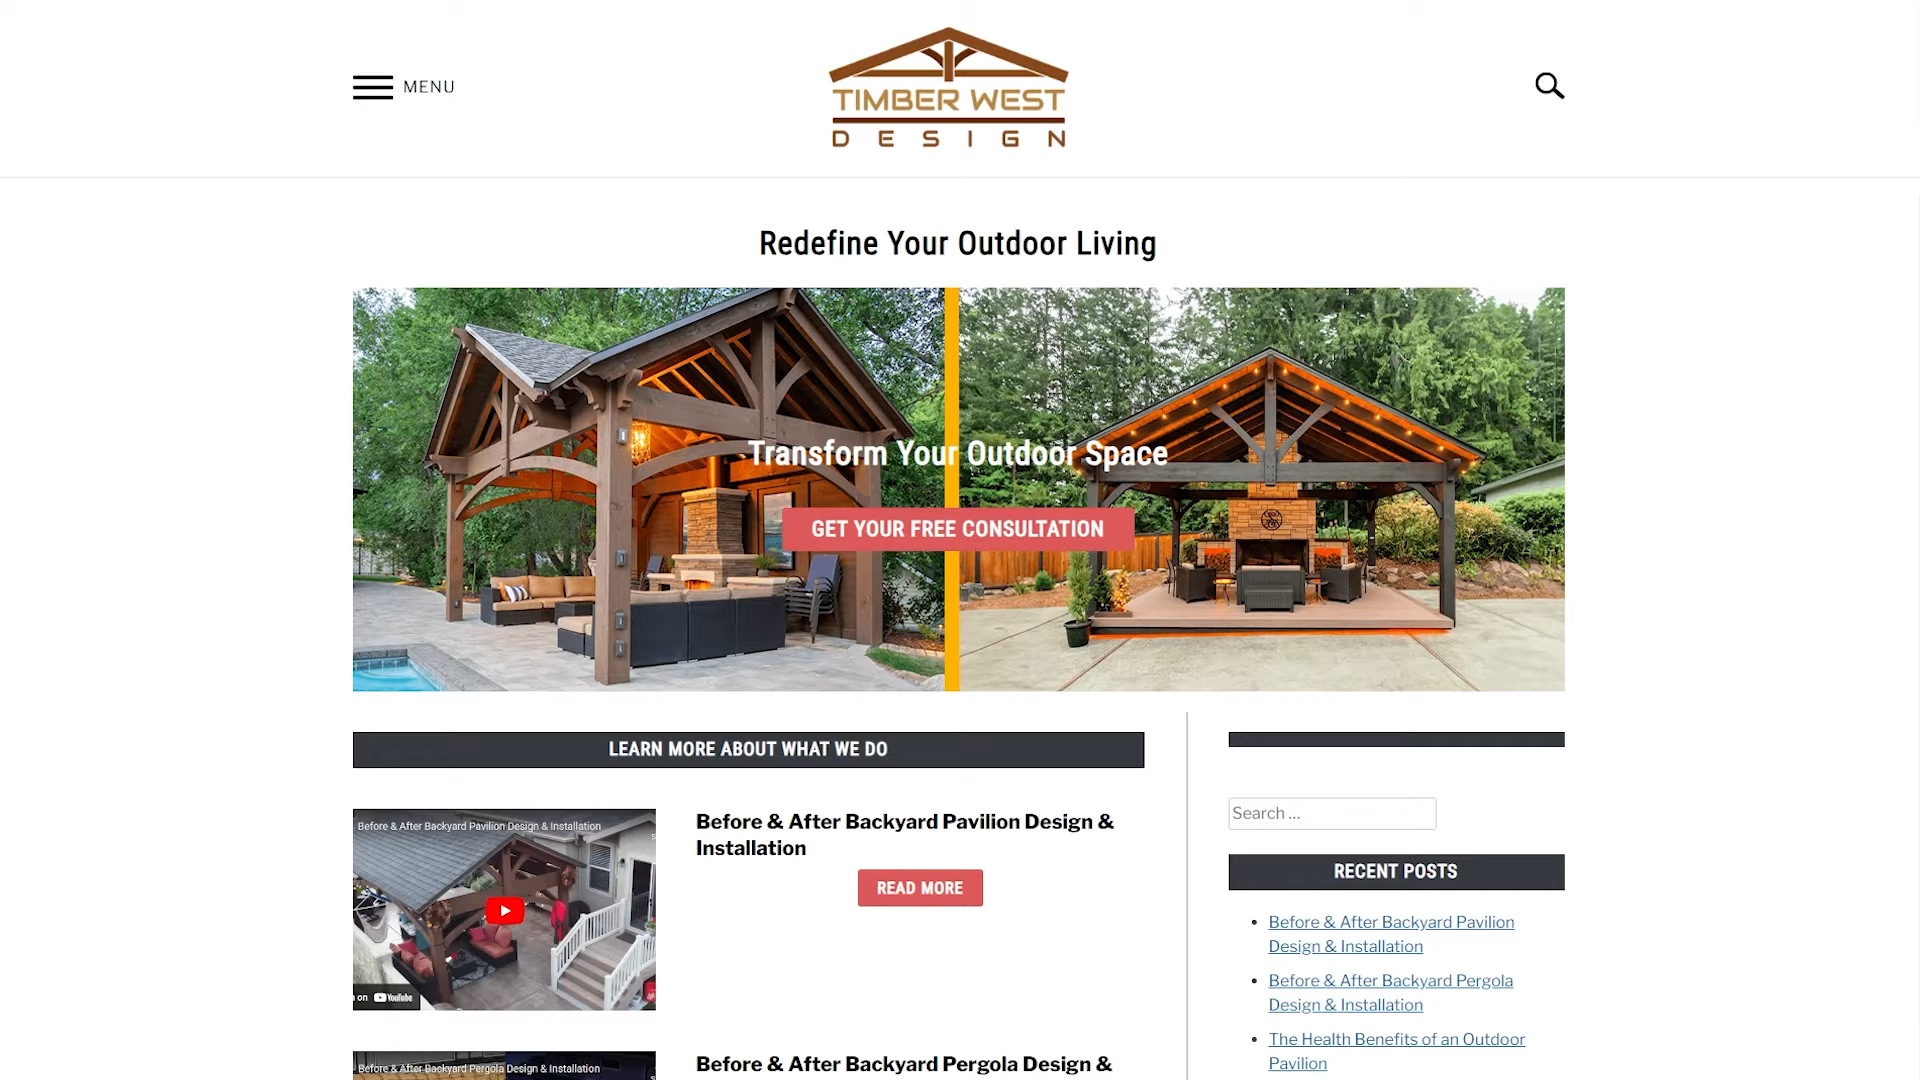 MENU
TIMBER WEST
DESIGN
Redefine Your Outdoor Living
Transform Your Outdoor Space
GET YOUR FREE CONSULTATION
LEARN MORE ABOUT WHAT WE DO
Before & After Backyard Pavilion Design & Installation
on YouTube
Before & After Backyard Pavilion Design &
Installation
READ MORE
Before & After Backyard Pergola Design & Installation
Before & After Backyard Pergola Design &
Search ...
RECENT POSTS
Before & After Backyard Pavilion
Design & Installation
Before & After Backyard Pergola
Design & Installation
The Health Benefits of an Outdoor
Pavilion